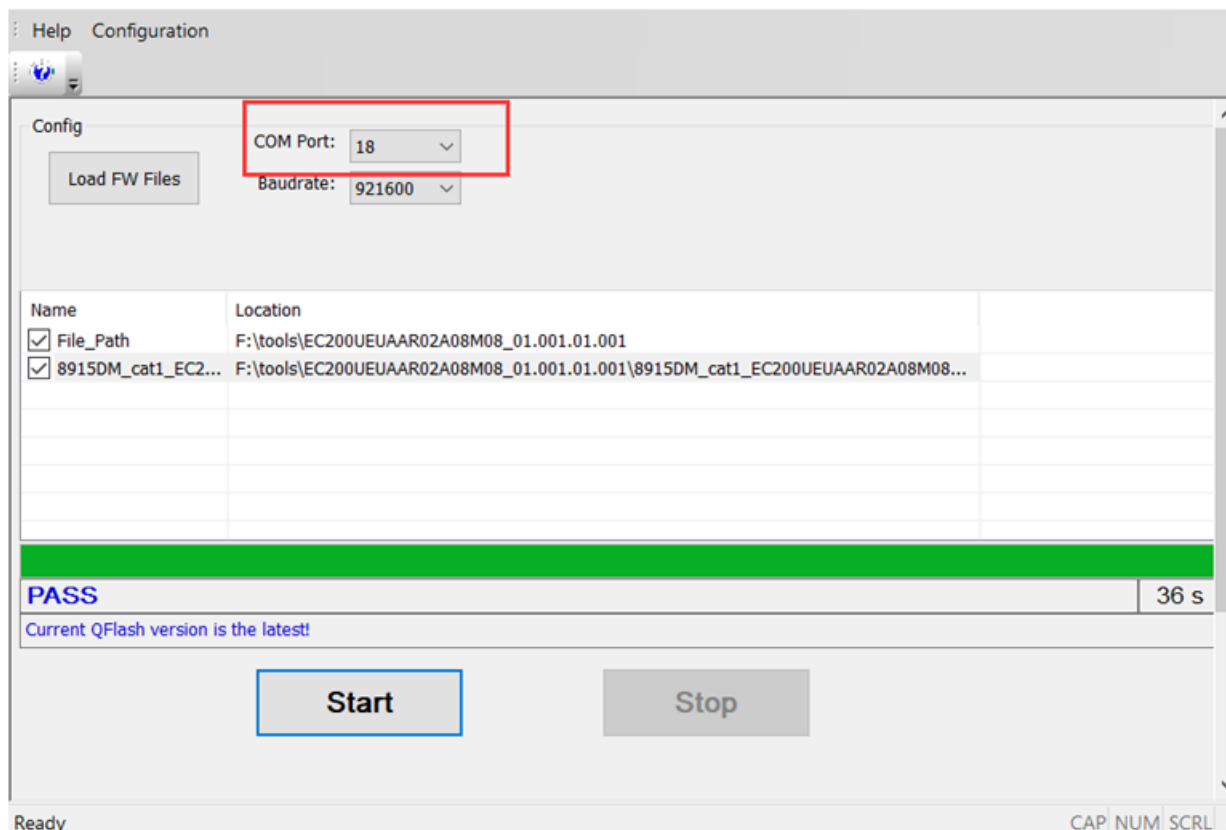 Help Configuration
Config
COM Port: 18
Load FW Files
Baudrate: 921600
Name Location
File_Path F:\tools\EC200UEUAAR02A08M08_01.001.01.001
8915DM_cat1_EC2... F:\tools\EC200UEUAAR02A08M08_01.001.01.001\8915DM_cat1_EC200UEUAAR02A08M08...
PASS 36 s
Current QFlash version is the latest!
Start Stop
Ready CAP NUM SCRL